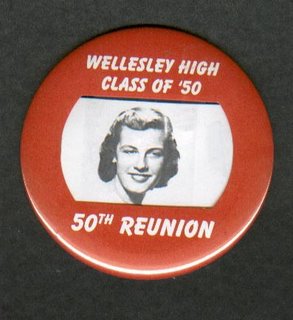 WELLESLEY HIGH
CLASS OF '50
50TH REUNION